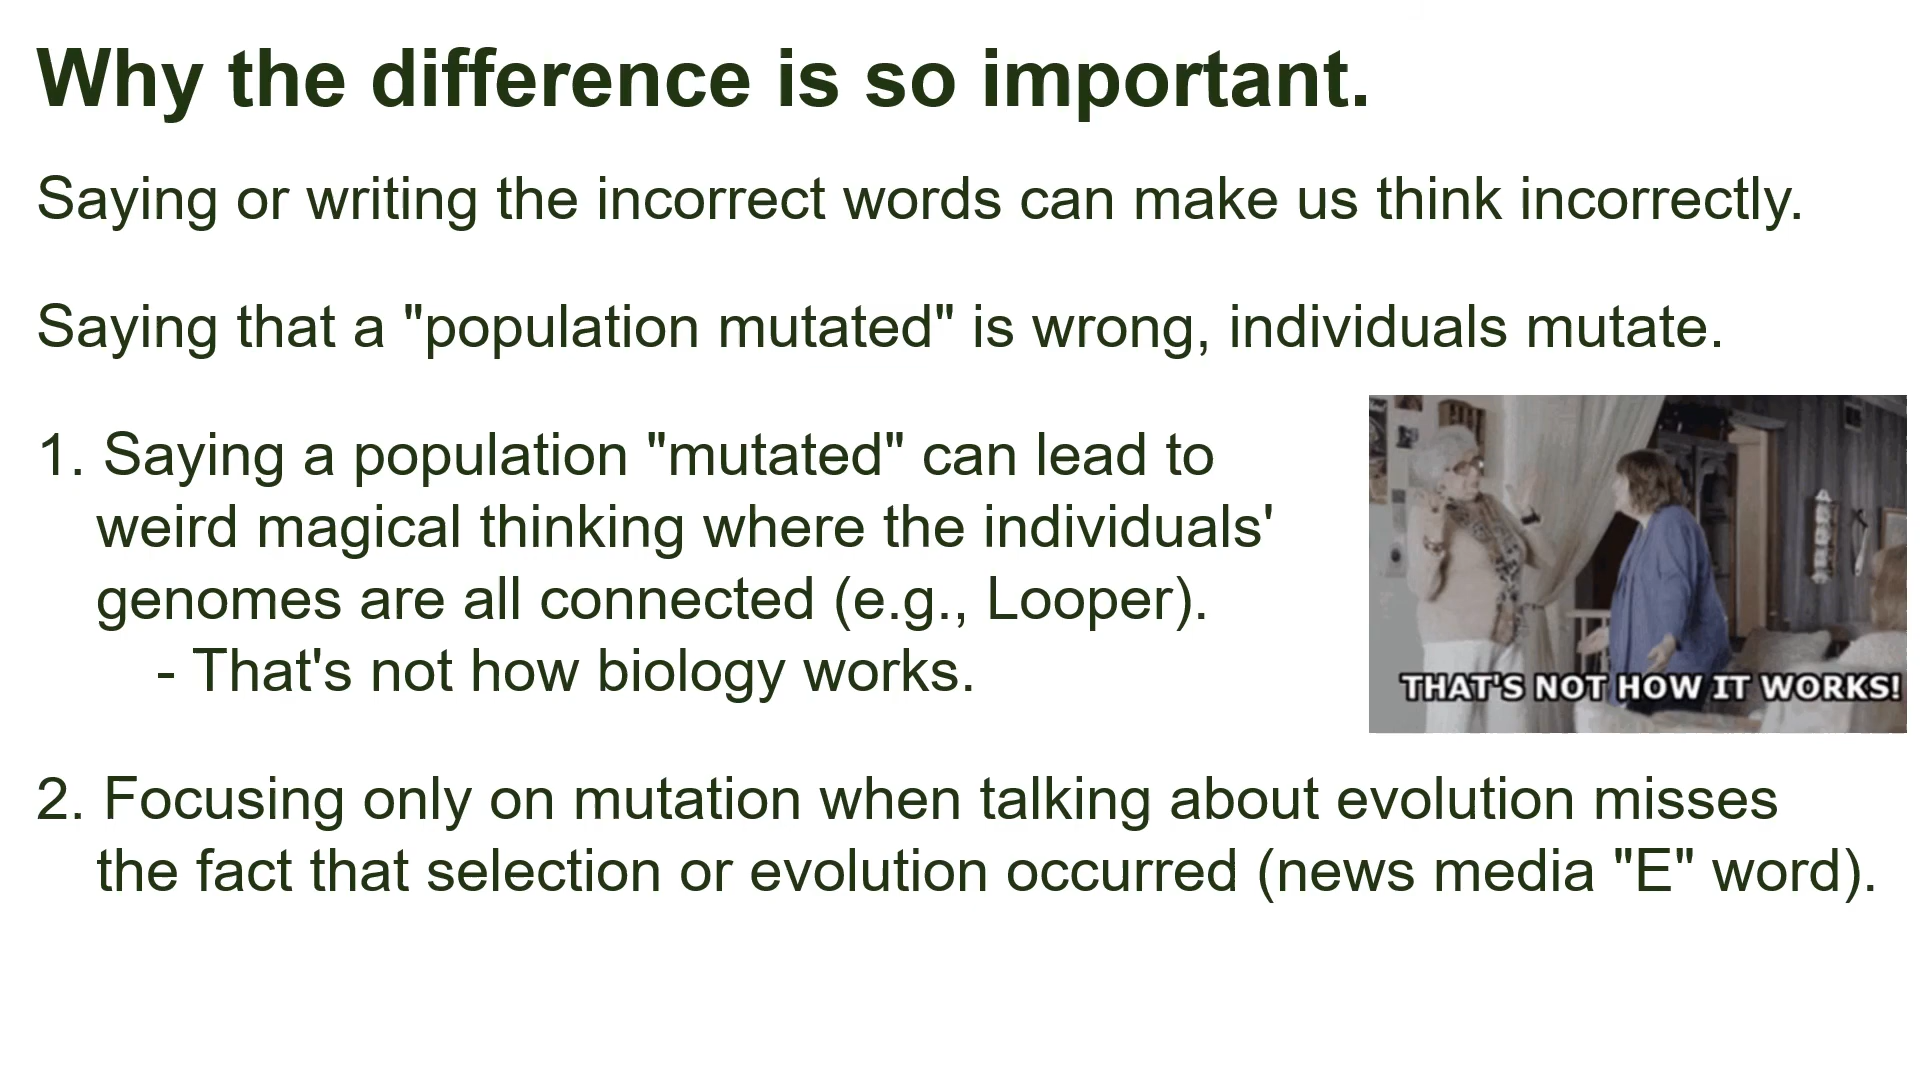 Why the difference is so important.
Saying or writing the incorrect words can make us think incorrectly.
Saying that a "population mutated" is wrong, individuals mutate.
1. Saying a population "mutated" can lead to
weird magical thinking where the individuals'
genomes are all connected (e.g., Looper).
- That's not how biology works.
THAT'S NOT HOW IT WORKS!
2. Focusing only on mutation when talking about evolution misses
the fact that selection or evolution occurred (news media "E" word).